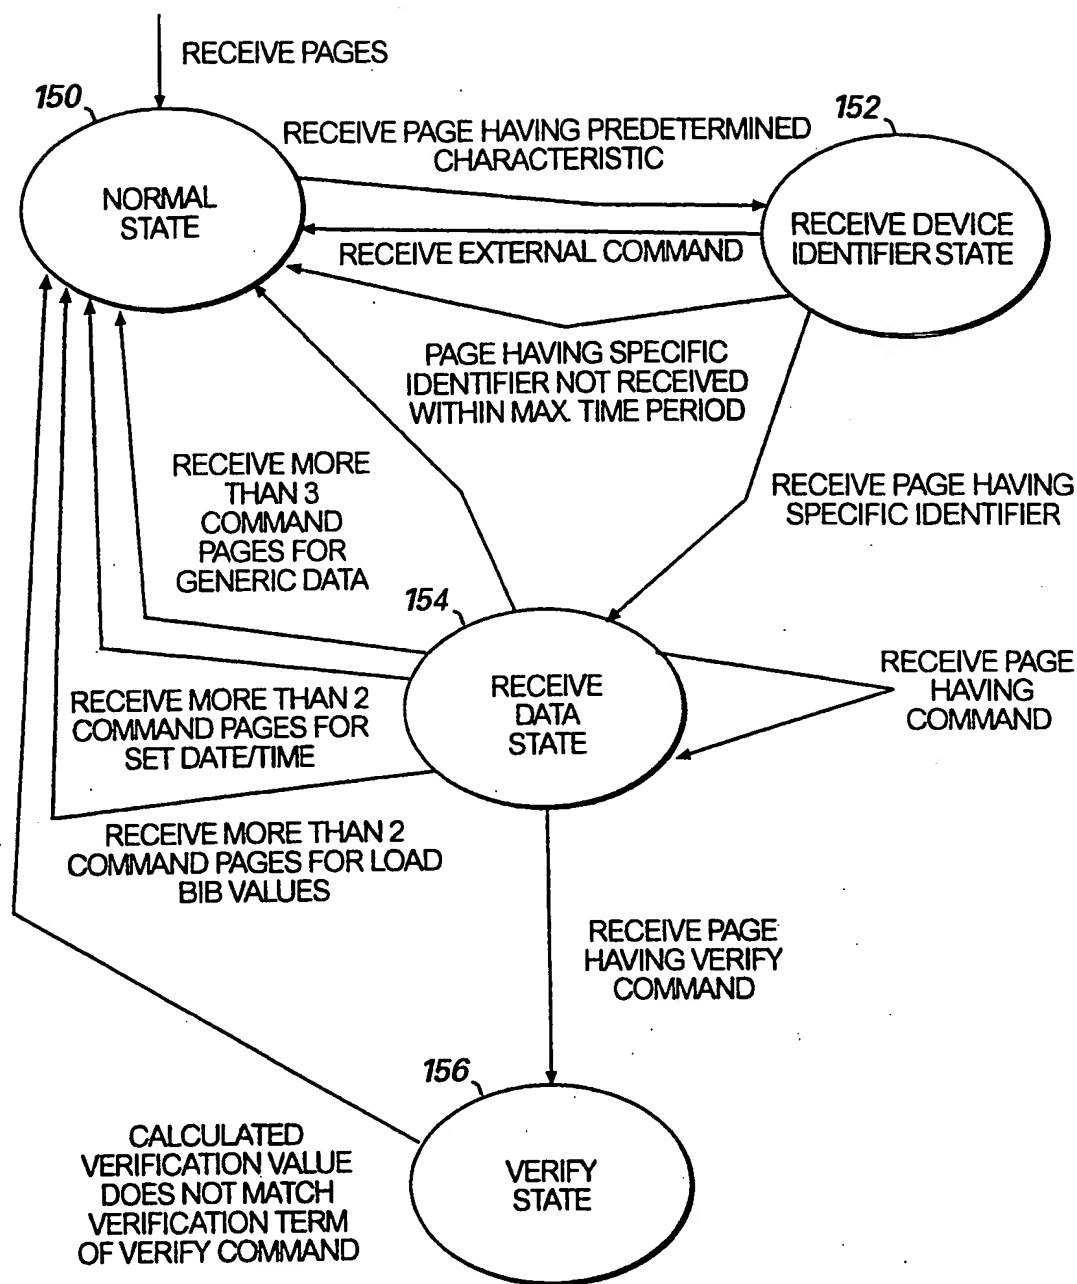 RECEIVE PAGES
150
NORMAL
STATE
RECEIVE PAGE HAVING PREDETERMINED
CHARACTERISTIC
152
RECEIVE DEVICE
IDENTIFIER STATE
RECEIVE EXTERNAL COMMAND
PAGE HAVING SPECIFIC
IDENTIFIER NOT RECEIVED
WITHIN MAX. TIME PERIOD
RECEIVE MORE
THAN 3
COMMAND
PAGES FOR
GENERIC DATA
RECEIVE PAGE HAVING
SPECIFIC IDENTIFIER
154
RECEIVE
DATA
STATE
RECEIVE PAGE
HAVING
COMMAND
RECEIVE MORE THAN 2
COMMAND PAGES FOR
SET DATE/TIME
RECEIVE MORE THAN 2
COMMAND PAGES FOR LOAD
BIB VALUES
RECEIVE PAGE
HAVING VERIFY
COMMAND
156
VERIFY
STATE
CALCULATED
VERIFICATION VALUE
DOES NOT MATCH
VERIFICATION TERM
OF VERIFY COMMAND